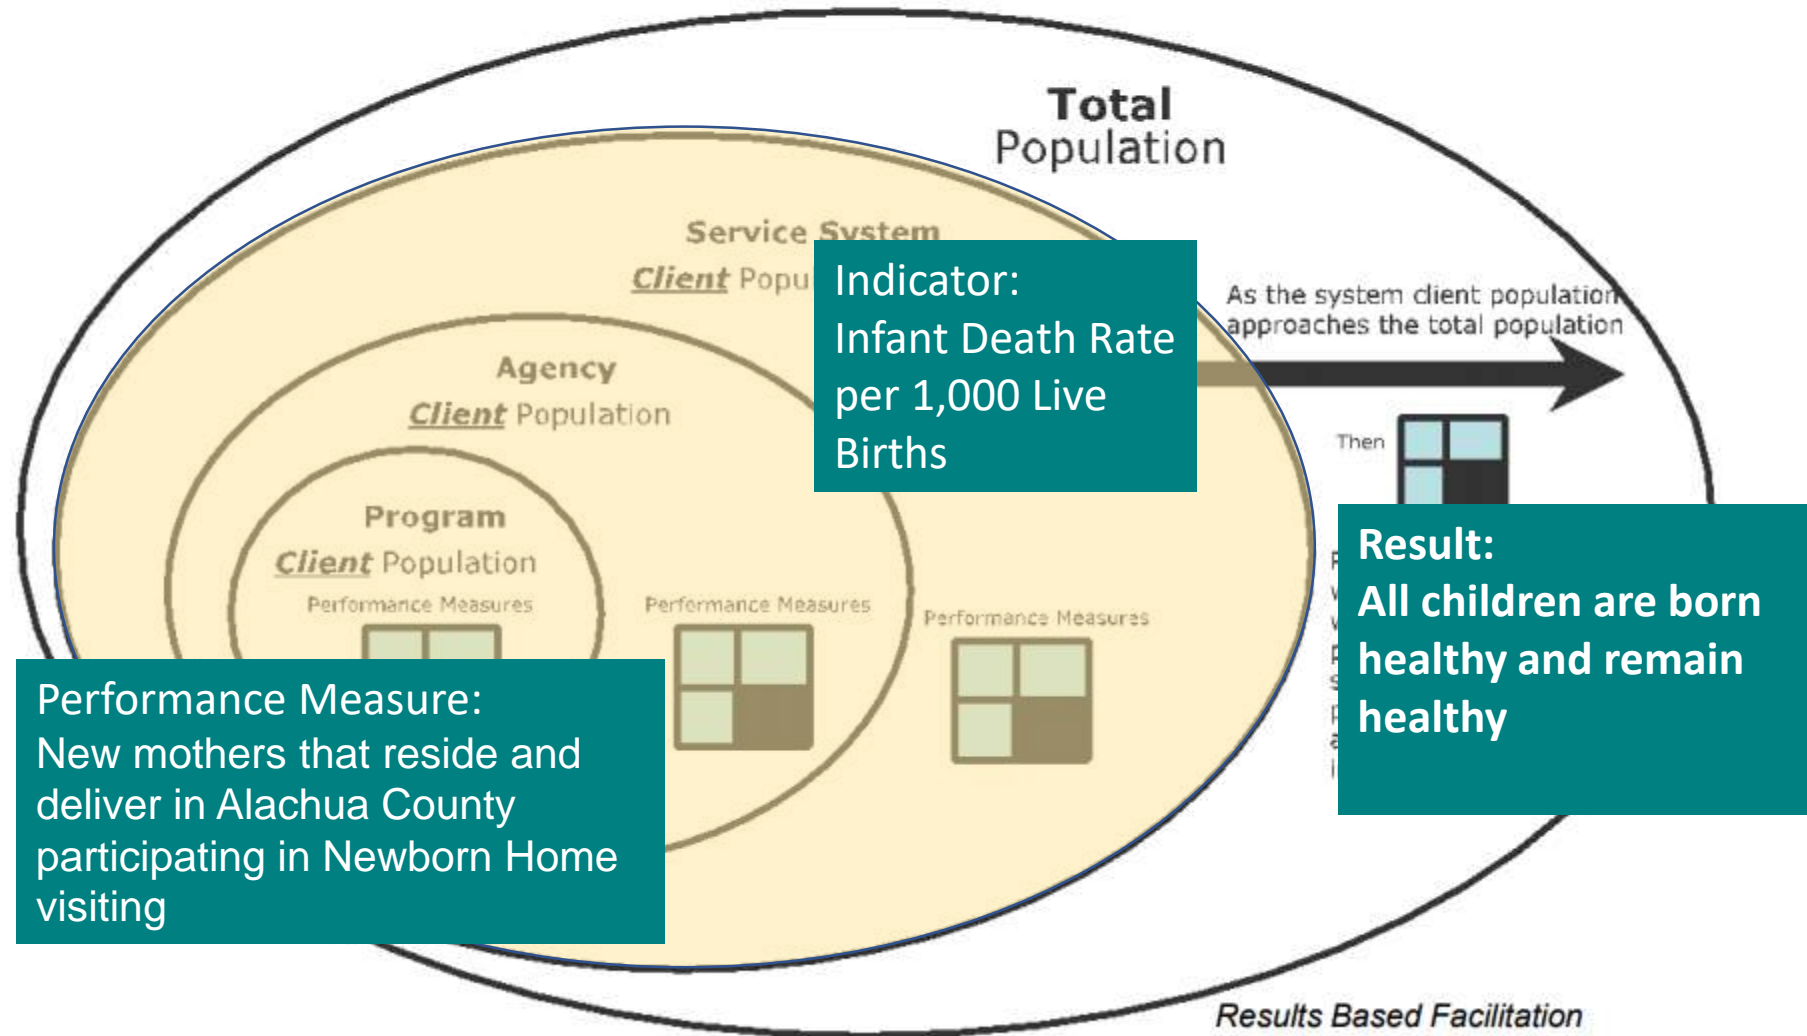 Total
Population
Service System
Client
Indicator:
Infant Death Rate
per 1,000 Live
Births
As the system client population
approaches the total population
Agency
Client Population
Then
Program
Client Population
Performance Measures
Performance Measures
Performance Measures
Result:
All children are born
healthy and remain
healthy
Performance Measure:
New mothers that reside and
deliver in Alachua County
participating in Newborn Home
visiting
Results Based Facilitation